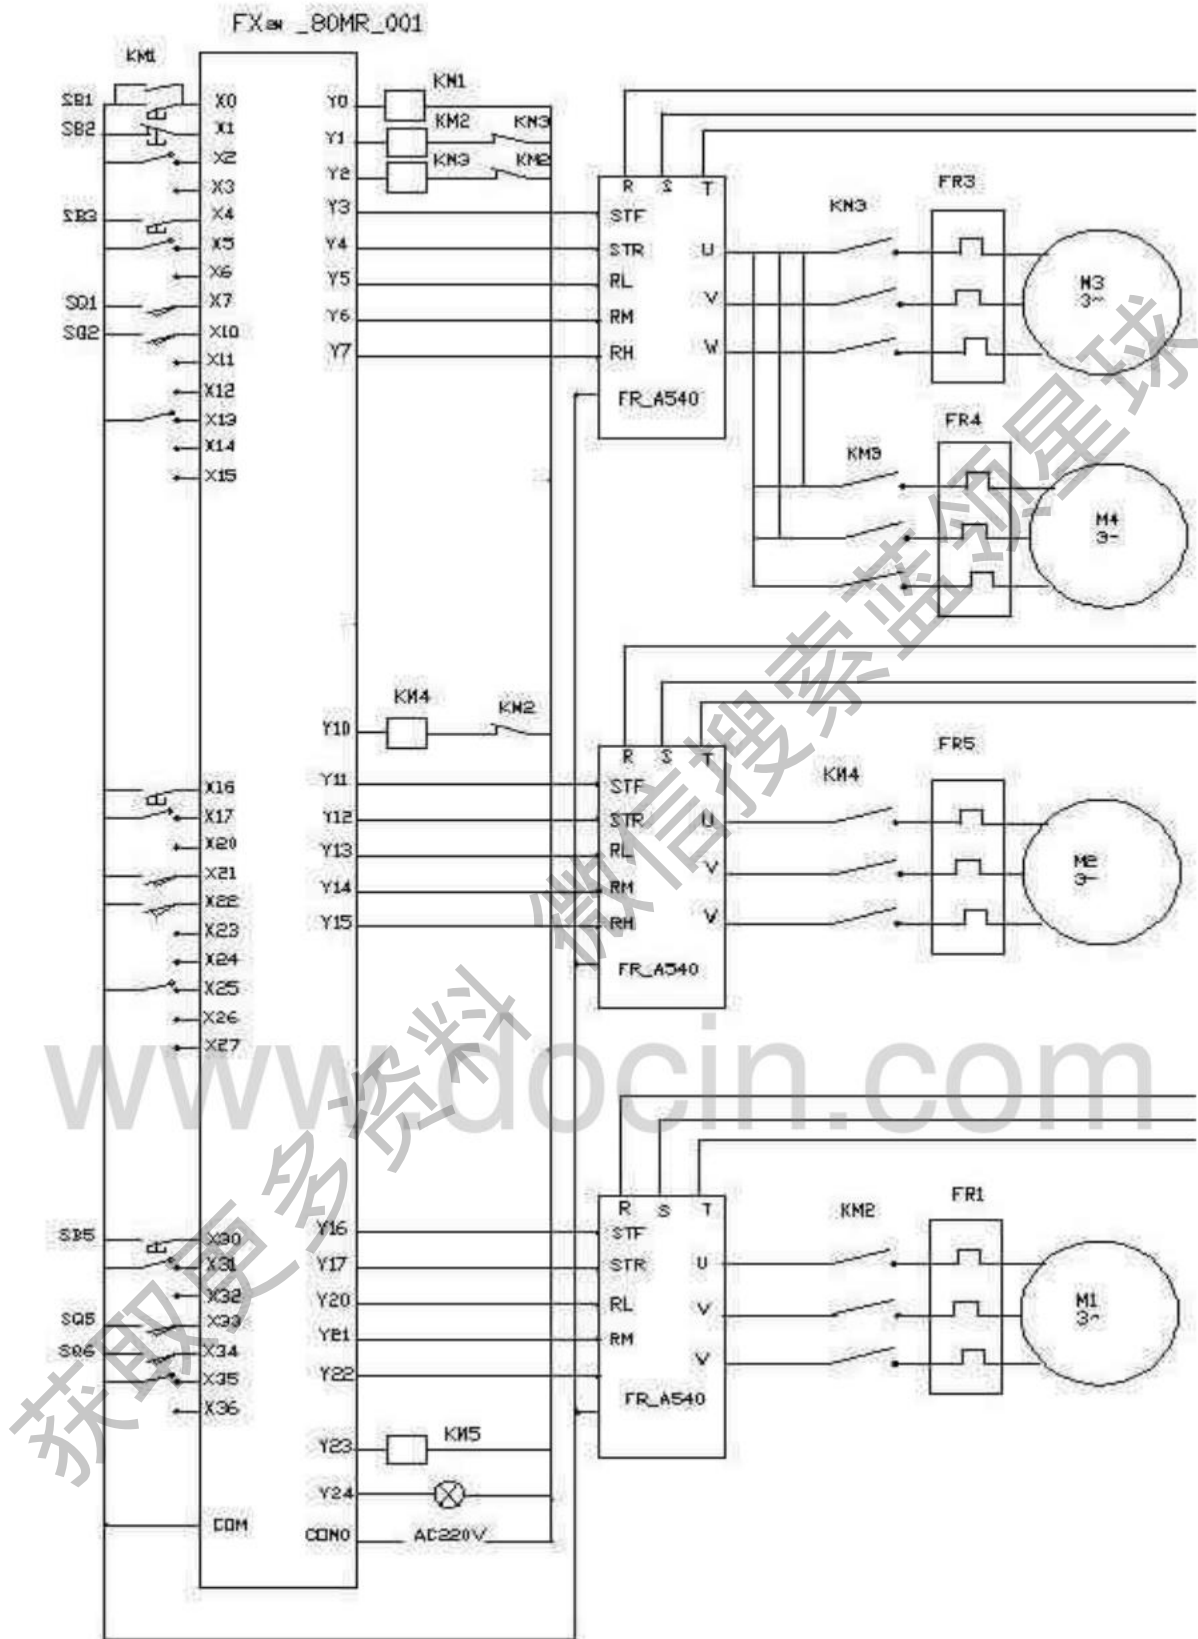 FX2N _80MR_001
KM1
SB1
X0
Y0
KM1
SB2
X1
Y1
KM2
KM3
X2
Y2
KM3
KM2
X3
Y3
SB3
X4
X5
Y4
X6
Y5
SQ1
X7
Y6
SQ2
X10
Y7
X11
X12
X13
X14
X15
R S T
STF
STR
RL
RM
RH
U
V
W
FR_A540
KM3
FR3
M3
3~
KM3
FR4
M4
3~
Y10
KM4
KM2
X16
Y11
X17
Y12
X20
Y13
X21
Y14
X22
Y15
X23
X24
X25
X26
X27
R S T
STF
STR
RL
RM
RH
U
V
V
FR_A540
KM4
FR5
M2
3~
SB5
X30
Y16
X31
Y17
X32
Y20
SQ5
X33
Y21
SQ6
X34
X35
Y22
X36
Y23
KM5
Y24
COM
COM0
AC220V
R S T
STF
STR
RL
RM
U
V
V
FR_A540
KM2
FR1
M1
3~
获取更多资料 微信搜索蓝领星球
www.docin.com